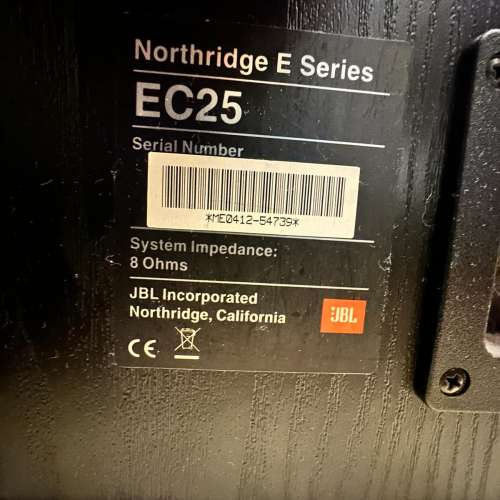 Northridge E Series
EC25
Serial Number
*ME0412-54739*
System Impedance:
8 Ohms
JBL Incorporated
Northridge, California
JBL
CE